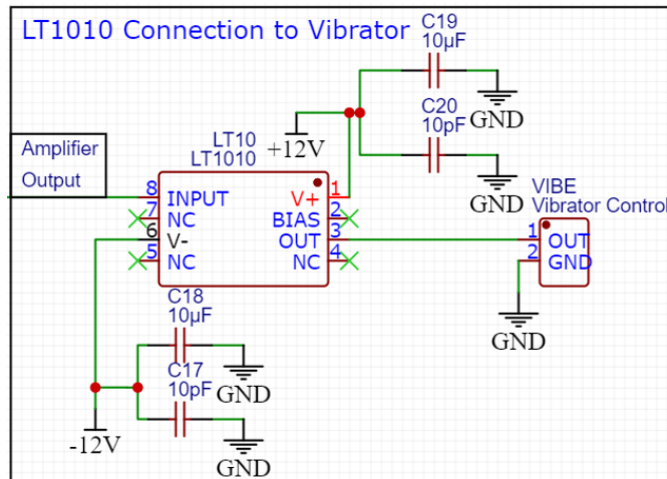 LT1010 Connection to Vibrator
C19
10µF
C20
10pF
GND
GND
+12V
Amplifier
Output
LT10
LT1010
8 INPUT
7 NC
6 V-
5 NC
V+ 1
BIAS 2
OUT 3
NC 4
VIBE
Vibrator Control
1 OUT
2 GND
GND
C18
10µF
GND
C17
10pF
GND
-12V